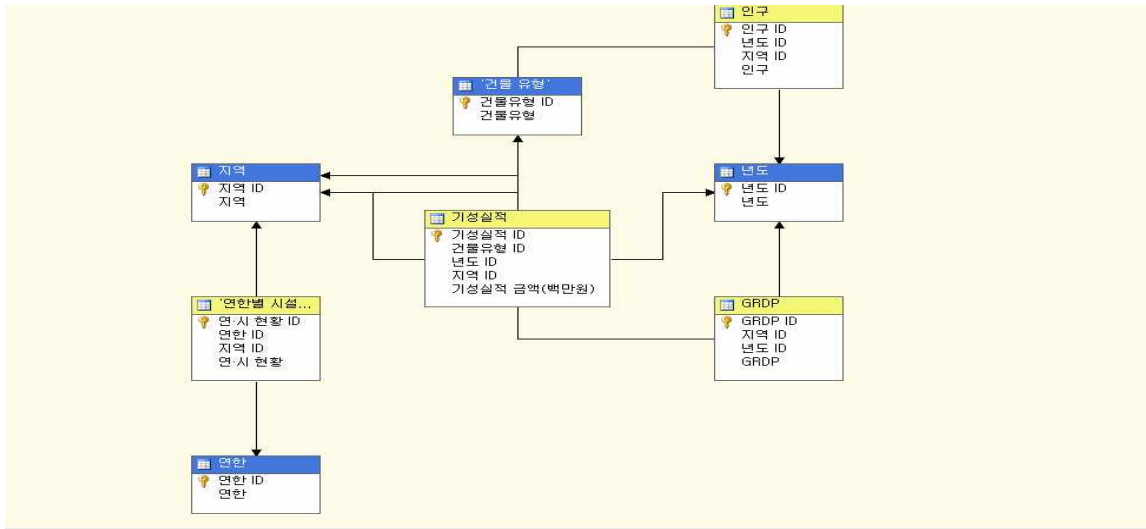 인구
인구 ID
년도 ID
지역 ID
인구
'건물 유형'
건물유형 ID
건물유형
지역
지역 ID
지역
년도
년도 ID
년도
기성실적
기성실적 ID
건물유형 ID
년도 ID
지역 ID
기성실적 금액(백만원)
'연한별 시설...
연·시 현황 ID
연한 ID
지역 ID
연·시 현황
GRDP
GRDP ID
지역 ID
년도 ID
GRDP
연한
연한 ID
연한